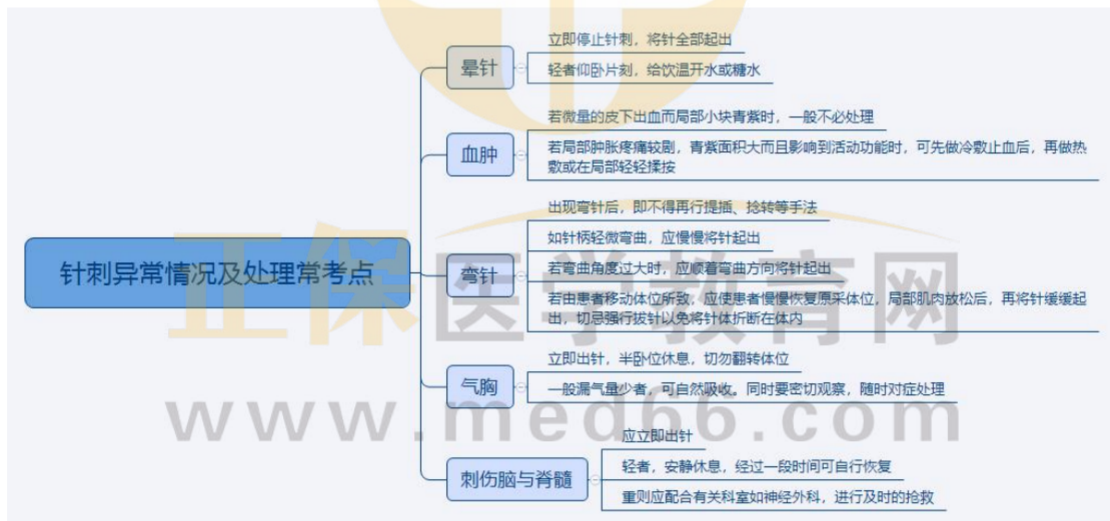 针刺异常情况及处理常考点
晕针
立即停止针刺，将针全部起出
轻者仰卧片刻，给饮温开水或糖水
血肿
若微量的皮下出血而局部小块青紫时，一般不必处理
若局部肿胀疼痛较剧，青紫面积大而且影响到活动功能时，可先做冷敷止血后，再做热
敷或在局部轻轻揉按
弯针
出现弯针后，即不得再行提插、捻转等手法
如针柄轻微弯曲，应慢慢将针起出
若弯曲角度过大时，应顺着弯曲方向将针起出
若由患者移动体位所致，应使患者慢慢恢复原采体位，局部肌肉放松后，再将针缓缓起
出，切忌强行拔针以免将针体折断在体内
气胸
立即出针，半卧位休息，切勿翻转体位
一般漏气量少者，可自然吸收。同时要密切观察，随时对症处理
刺伤脑与脊髓
应立即出针
轻者，安静休息，经过一段时间可自行恢复
重则应配合有关科室如神经外科，进行及时的抢救
正保医学教育网
www.med66.com